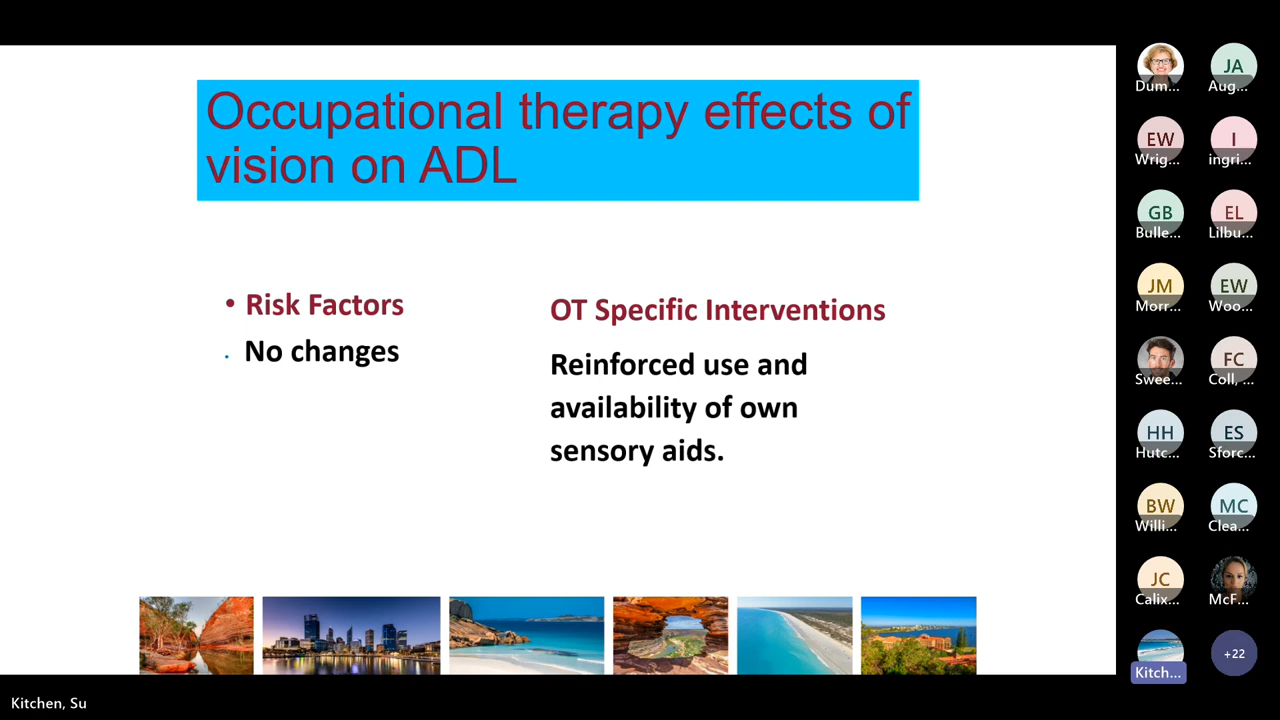 Occupational therapy effects of
vision on ADL
• Risk Factors
• No changes
OT Specific Interventions
Reinforced use and
availability of own
sensory aids.
Dum...
JA
Aug...
EW
Wrig...
I
ingri...
GB
Bulle...
EL
Lilbu...
JM
Morr...
EW
Woo...
Swee...
FC
Coll, ...
HH
Hutc...
ES
Sforc...
BW
Willi...
MC
Clea...
JC
Calix...
McF...
Kitch...
+22
Kitchen, Su